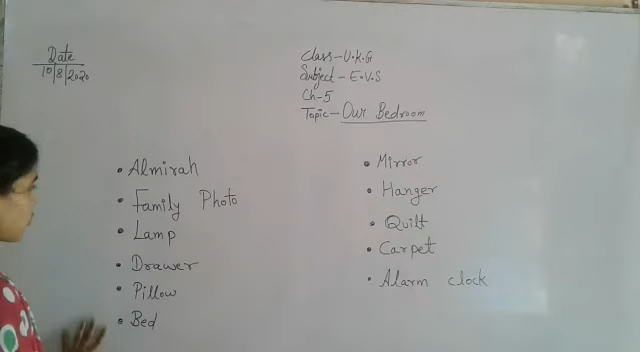 Date
10/8/2020
Class-U.K.G
Subject - E.V.S
Ch-5
Topic- Our Bedroom
• Almirah
• Family Photo
• Lamp
• Drawer
• Pillow
• Bed
• Mirror
• Hanger
• Quilt
• Carpet
• Alarm clock